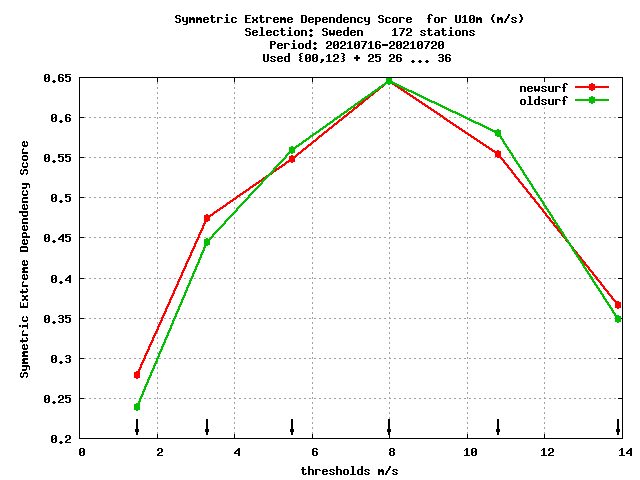 Symmetric Extreme Dependency Score  for U10m (m/s)
Selection: Sweden    172 stations
Period: 20210716-20210720
Used {00,12} + 25 26 ... 36
newsurf
oldsurf
Symmetric Extreme Dependency Score
0.65
0.6
0.55
0.5
0.45
0.4
0.35
0.3
0.25
0.2
0 2 4 6 8 10 12 14
thresholds m/s